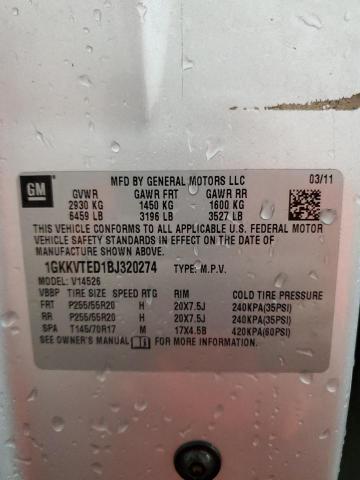 MFD BY GENERAL MOTORS LLC 03/11
GM
GVWR GAWR FRT GAWR RR
2930 KG 1450 KG 1600 KG
6459 LB 3196 LB 3527 LB
THIS VEHICLE CONFORMS TO ALL APPLICABLE U.S. FEDERAL MOTOR
VEHICLE SAFETY STANDARDS IN EFFECT ON THE DATE OF
MANUFACTURE SHOWN ABOVE.
1GKKVTED1BJ320274 TYPE: M.P.V.
MODEL: V14526
VBBP TIRE SIZE SPEED RTG RIM COLD TIRE PRESSURE
FRT P255/55R20 H 20X7.5J 240KPA(35PSI)
RR P255/55R20 H 20X7.5J 240KPA(35PSI)
SPA T145/70R17 M 17X4.5B 420KPA(60PSI)
SEE OWNER'S MANUAL FOR MORE INFORMATION.